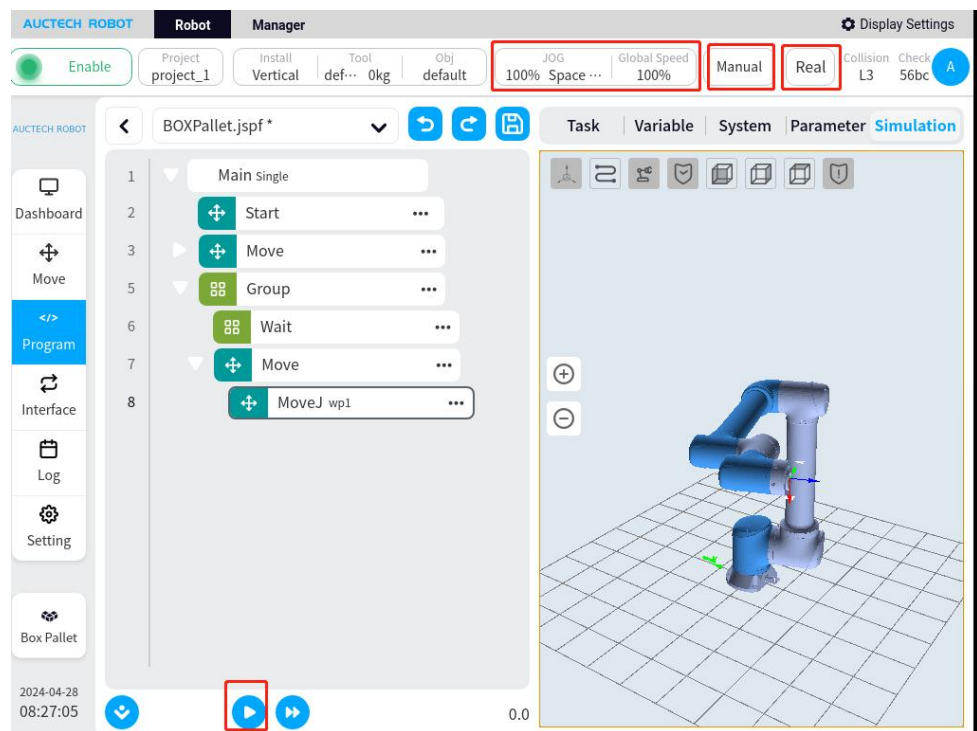 AUCTECH ROBOT
Robot
Manager
Display Settings
Enable
Project
project_1
Install
Vertical
Tool
def··· 0kg
Obj
default
JOG
100% Space ···
Global Speed
100%
Manual
Real
Collision
L3
Check
56bc
A
AUCTECH ROBOT
Dashboard
Move
</>
Program
Interface
Log
Setting
Box Pallet
2024-04-28
08:27:05
BOXPallet.jspf *
1 Main Single
2 Start ···
3 Move ···
5 Group ···
6 Wait ···
7 Move ···
8 MoveJ wp1 ···
0.0
Task Variable System Parameter Simulation